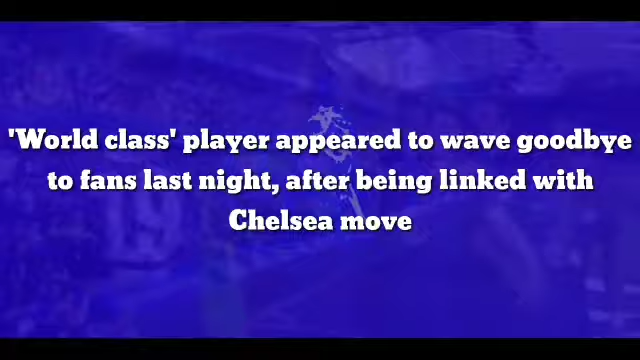 'World class' player appeared to wave goodbye
to fans last night, after being linked with
Chelsea move